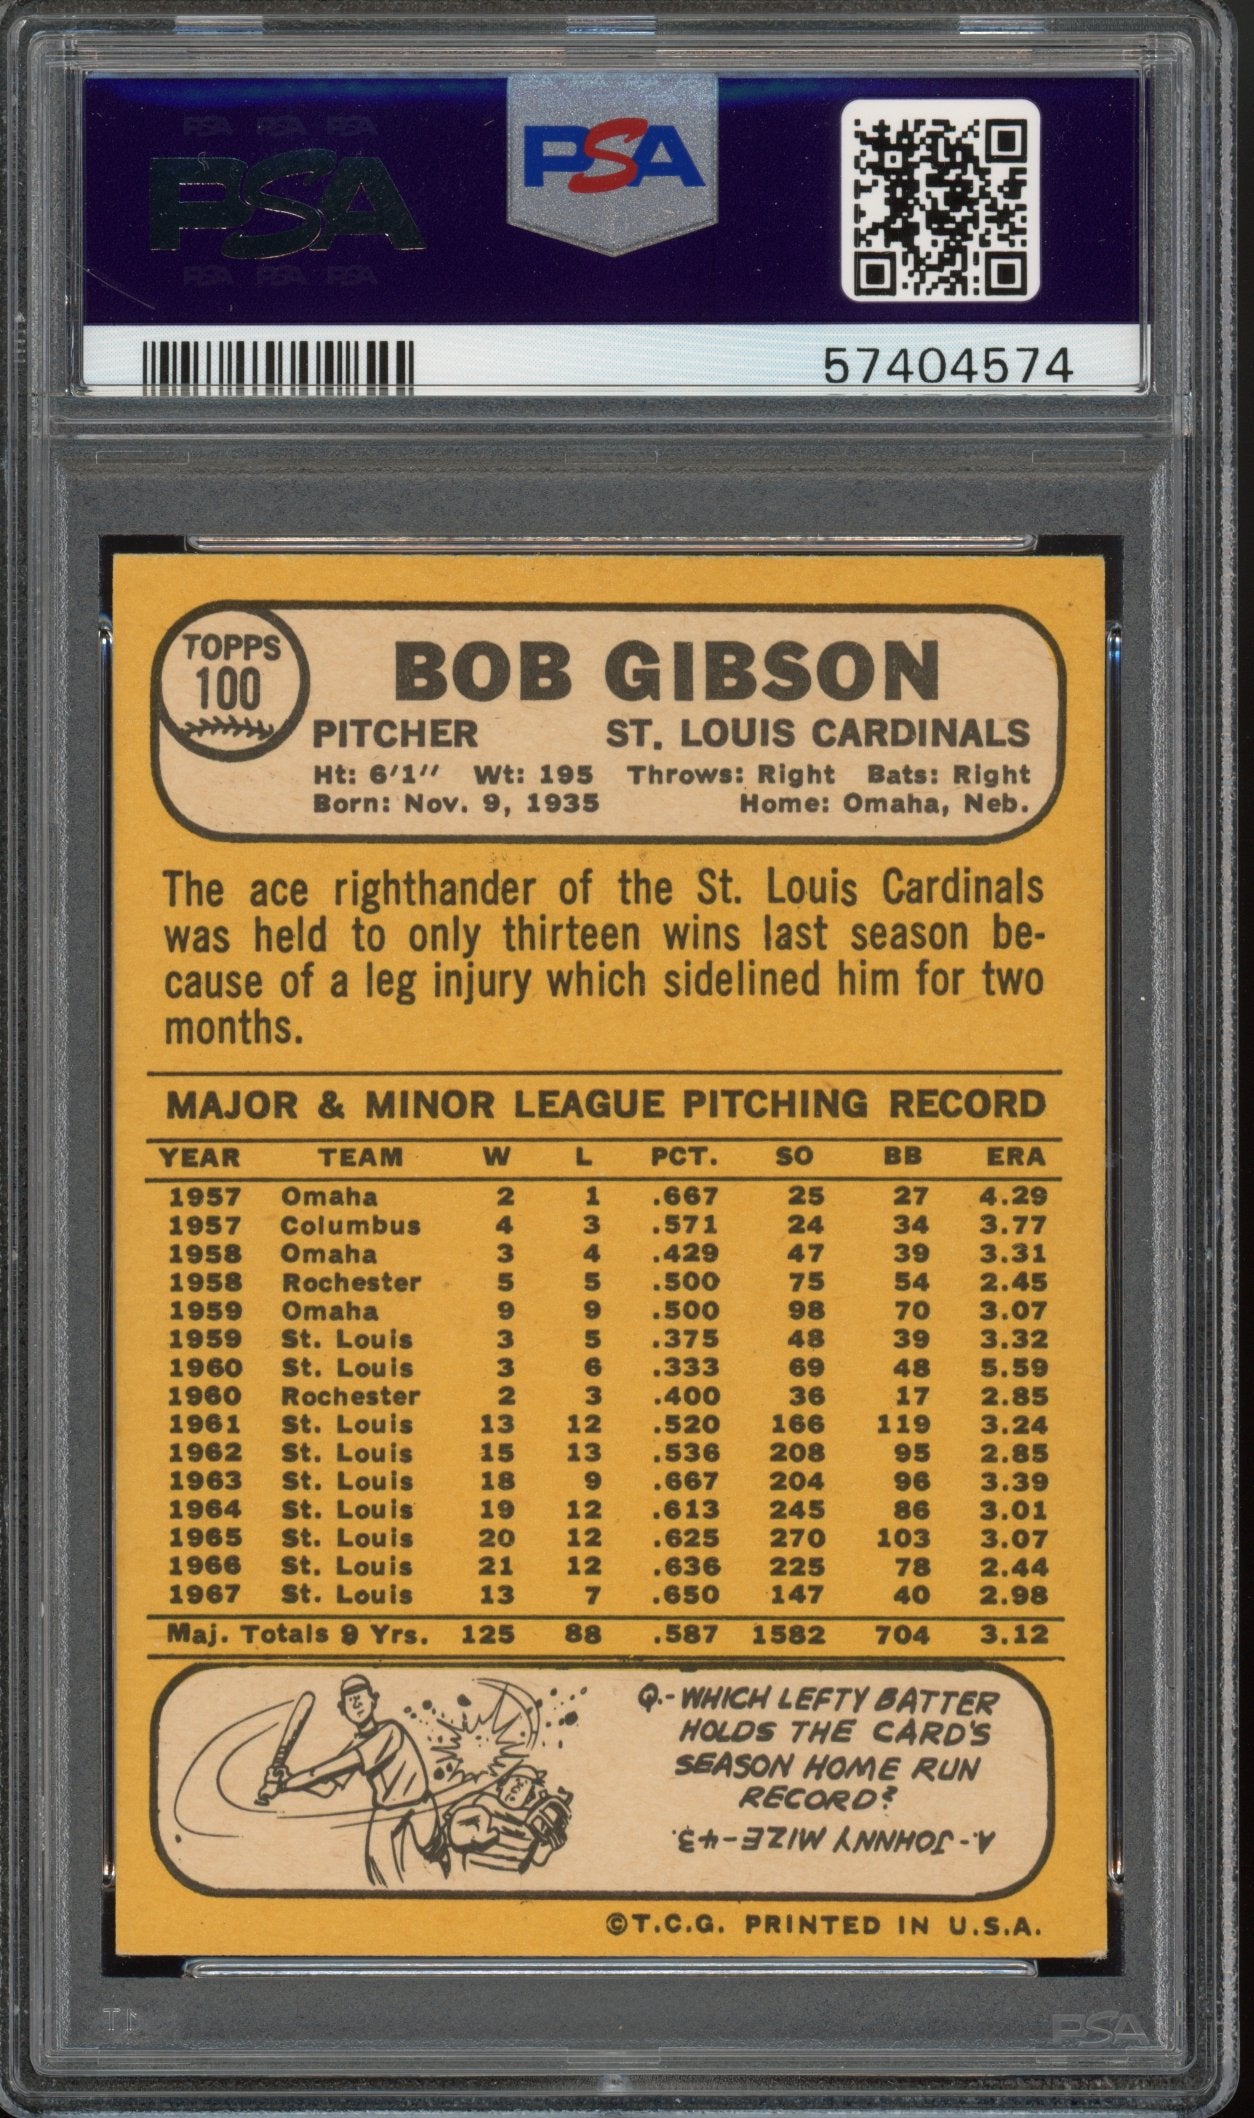 PSA PSA PSA
PSA
PSA PSA PSA
PSA
57404574
TOPPS
100
BOB GIBSON
PITCHER ST. LOUIS CARDINALS
Ht: 6'1'' Wt: 195 Throws: Right Bats: Right
Born: Nov. 9, 1935 Home: Omaha, Neb.
The ace righthander of the St. Louis Cardinals
was held to only thirteen wins last season be-
cause of a leg injury which sidelined him for two
months.
MAJOR & MINOR LEAGUE PITCHING RECORD
YEAR TEAM W L PCT. SO BB ERA
1957 Omaha 2 1 .667 25 27 4.29
1957 Columbus 4 3 .571 24 34 3.77
1958 Omaha 3 4 .429 47 39 3.31
1958 Rochester 5 5 .500 75 54 2.45
1959 Omaha 9 9 .500 98 70 3.07
1959 St. Louis 3 5 .375 48 39 3.32
1960 St. Louis 3 6 .333 69 48 5.59
1960 Rochester 2 3 .400 36 17 2.85
1961 St. Louis 13 12 .520 166 119 3.24
1962 St. Louis 15 13 .536 208 95 2.85
1963 St. Louis 18 9 .667 204 96 3.39
1964 St. Louis 19 12 .613 245 86 3.01
1965 St. Louis 20 12 .625 270 103 3.07
1966 St. Louis 21 12 .636 225 78 2.44
1967 St. Louis 13 7 .650 147 40 2.98
Maj. Totals 9 Yrs. 125 88 .587 1582 704 3.12
Q.-WHICH LEFTY BATTER
HOLDS THE CARD'S
SEASON HOME RUN
RECORD?
A-JOHNNY MIZE-43.
©T.C.G. PRINTED IN U.S.A.
PSA